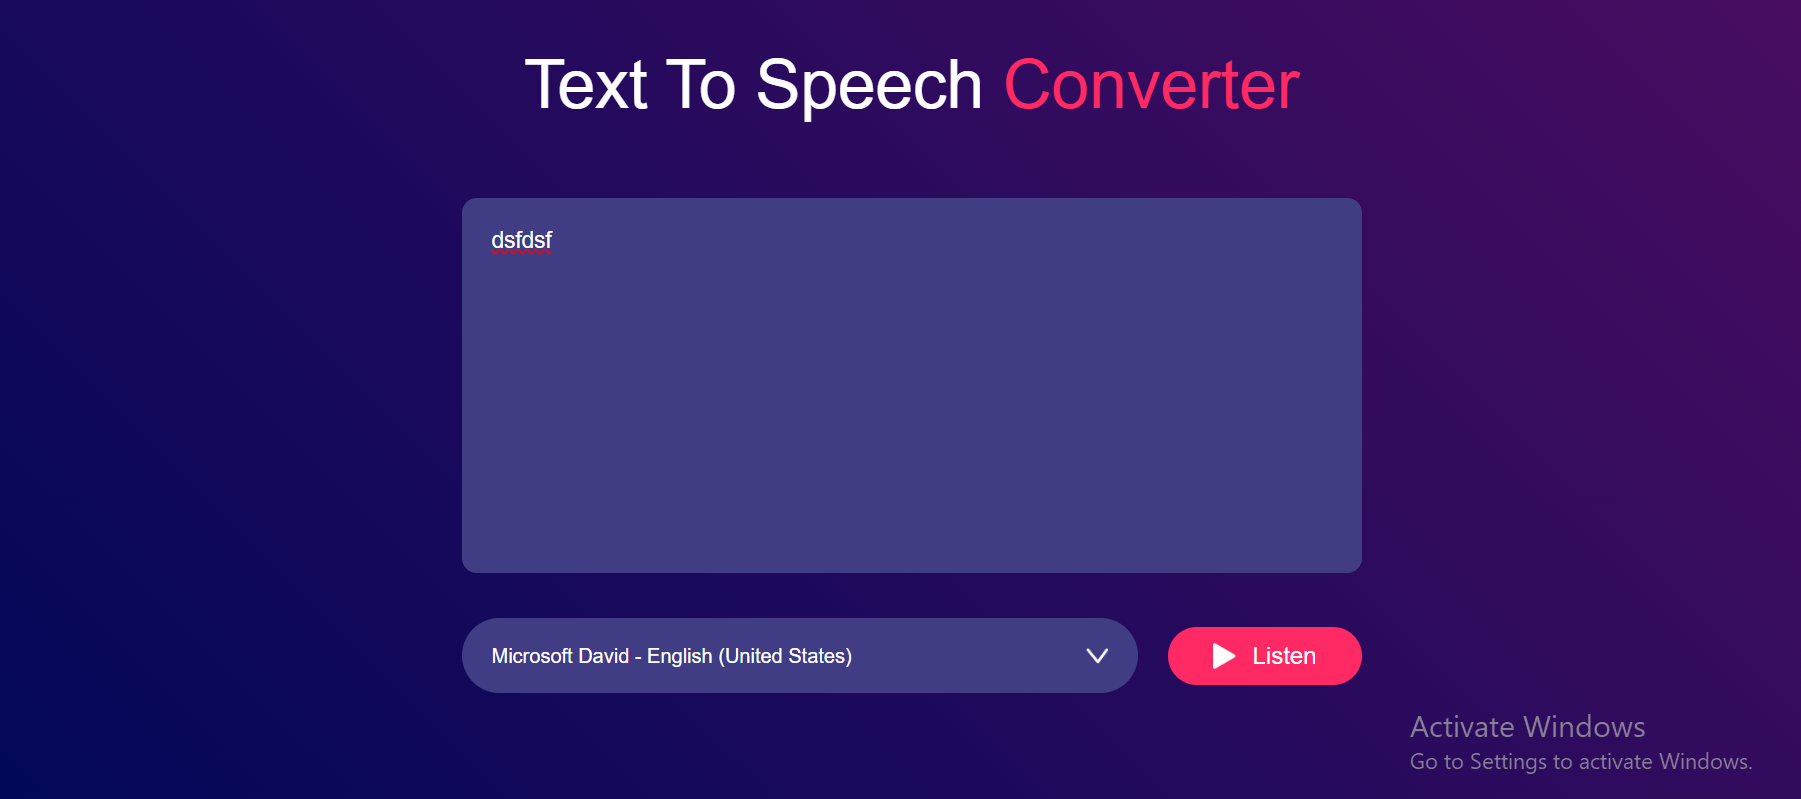 Text To Speech Converter
dsfdsf
Microsoft David - English (United States)
Listen
Activate Windows
Go to Settings to activate Windows.